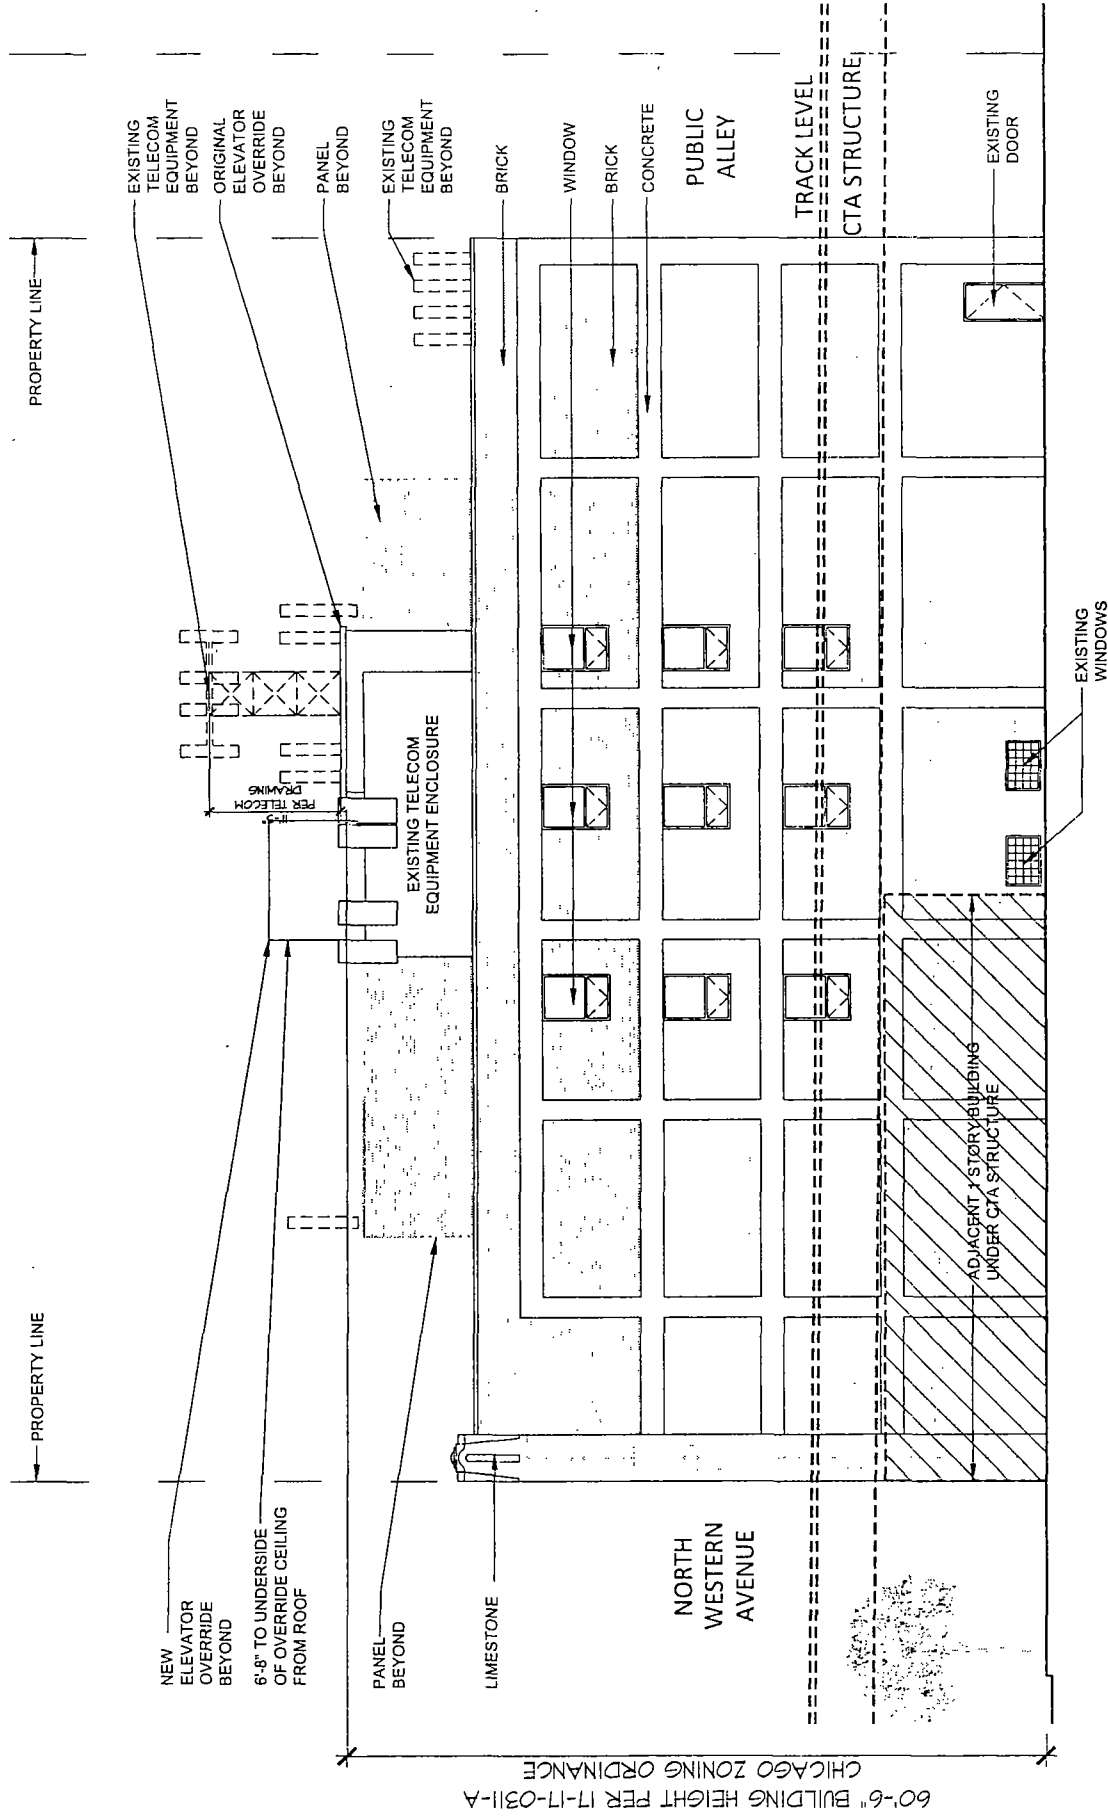 PROPERTY LINE
PROPERTY LINE
NEW
ELEVATOR
OVERRIDE
BEYOND
6'-8" TO UNDERSIDE
OF OVERRIDE CEILING
FROM ROOF
PANEL
BEYOND
LIMESTONE
EXISTING
TELECOM
EQUIPMENT
BEYOND
ORIGINAL
ELEVATOR
OVERRIDE
BEYOND
PANEL
BEYOND
EXISTING
TELECOM
EQUIPMENT
BEYOND
BRICK
WINDOW
BRICK
CONCRETE
PUBLIC
ALLEY
TRACK LEVEL
CTA STRUCTURE
EXISTING
DOOR
PER TELECOM
DRAWING
EXISTING TELECOM
EQUIPMENT ENCLOSURE
NORTH
WESTERN
AVENUE
ADJACENT 1 STORY BUILDING
UNDER CTA STRUCTURE
EXISTING
WINDOWS
60'-6" BUILDING HEIGHT PER 17-17-0311-A
CHICAGO ZONING ORDINANCE